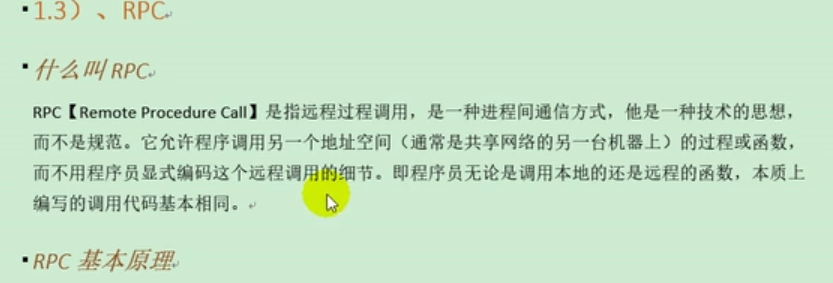 1.3）、RPC
什么叫 RPC
RPC【Remote Procedure Call】是指远程过程调用，是一种进程间通信方式，他是一种技术的思想，
而不是规范。它允许程序调用另一个地址空间（通常是共享网络的另一台机器上）的过程或函数，
而不用程序员显式编码这个远程调用的细节。即程序员无论是调用本地的还是远程的函数，本质上
编写的调用代码基本相同。
RPC 基本原理